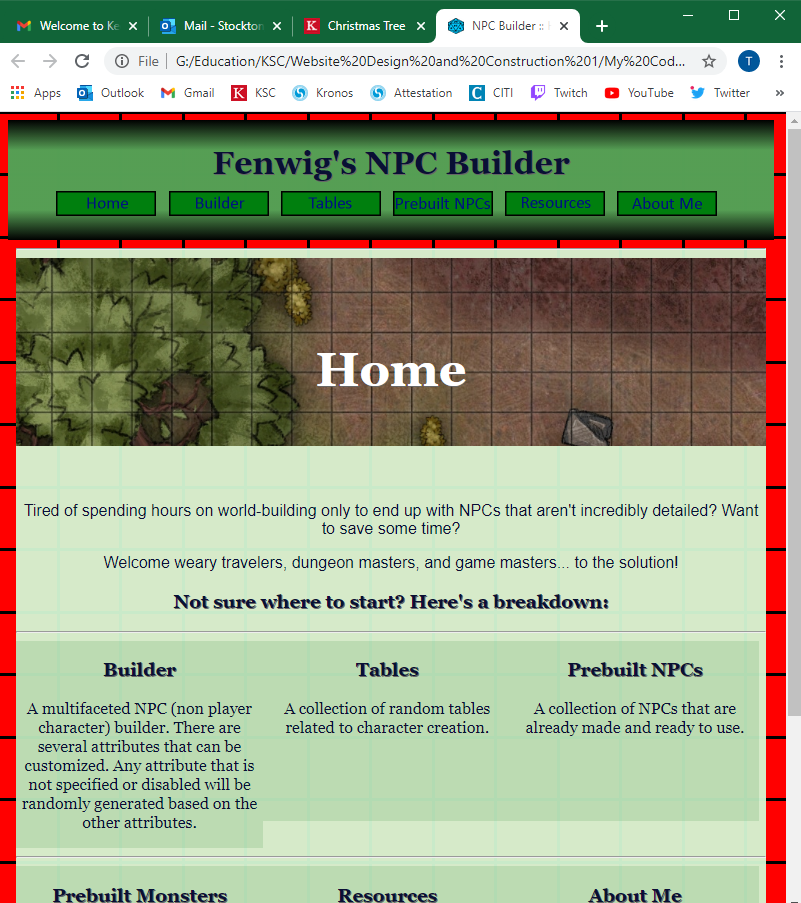 Welcome to Ke
Mail - Stockton
Christmas Tree
NPC Builder ::
File
G:/Education/KSC/Website%20Design%20and%20Construction%201/My%20Cod...
T
Apps
Outlook
Gmail
K
KSC
Kronos
Attestation
C
CITI
Twitch
YouTube
Twitter
»
Fenwig's NPC Builder
Home
Builder
Tables
Prebuilt NPCs
Resources
About Me
Home
Tired of spending hours on world-building only to end up with NPCs that aren't incredibly detailed? Want
to save some time?
Welcome weary travelers, dungeon masters, and game masters... to the solution!
Not sure where to start? Here's a breakdown:
Builder
A multifaceted NPC (non player
character) builder. There are
several attributes that can be
customized. Any attribute that is
not specified or disabled will be
randomly generated based on the
other attributes.
Tables
A collection of random tables
related to character creation.
Prebuilt NPCs
A collection of NPCs that are
already made and ready to use.
Prebuilt Monsters
Resources
About Me